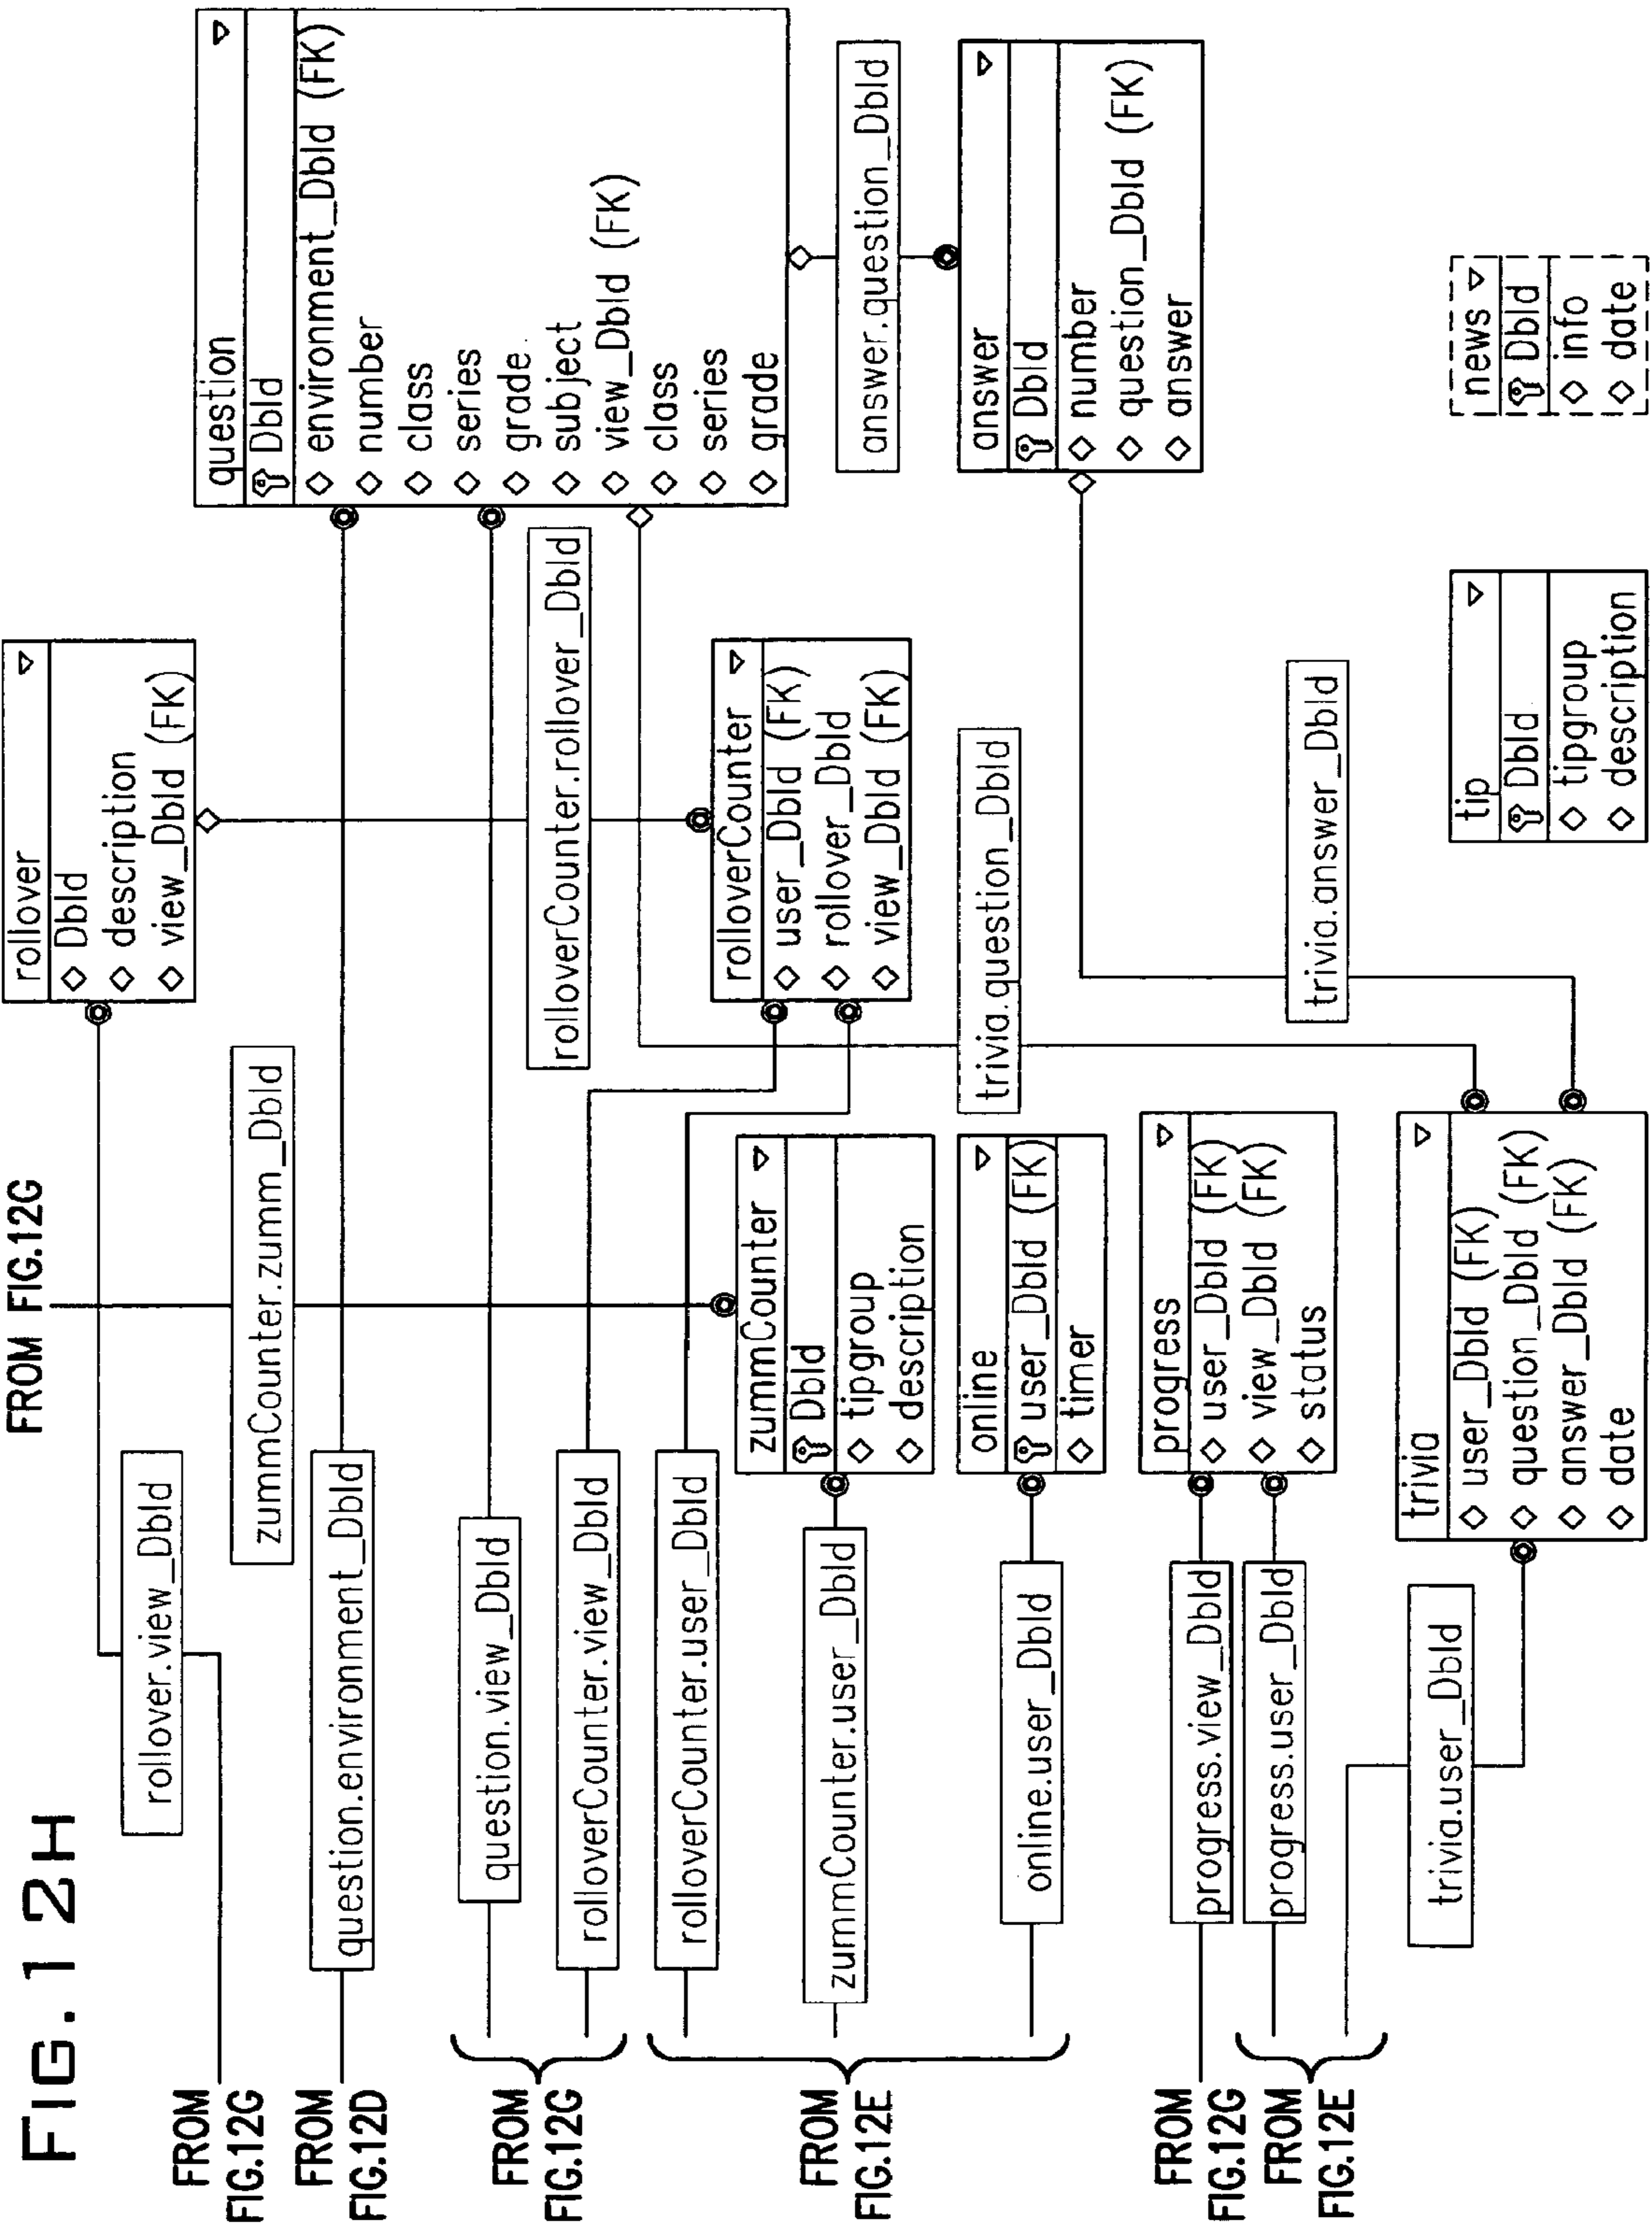 FIG. 12H
FROM FIG.12G
FROM
FIG.12G
rollover.view_DbId
rollover
DbId
description
view_DbId (FK)
zummCounter.zumm_DbId
FROM
FIG.12D
question.environment_DbId
question
DbId
environment_DbId (FK)
number
class
series
grade
subject
view_DbId (FK)
class
series
grade
FROM
FIG.12G
question.view_DbId
rolloverCounter.view_DbId
rolloverCounter.rollover_DbId
rolloverCounter
user_DbId (FK)
rollover_DbId
view_DbId (FK)
FROM
FIG.12E
rolloverCounter.user_DbId
zummCounter.user_DbId
online.user_DbId
zummCounter
DbId
tipgroup
description
answer.question_DbId
answer
DbId
number
question_DbId (FK)
answer
online
user_DbId (FK)
timer
trivia.question_DbId
FROM
FIG.12G
progress.view_DbId
FROM
FIG.12E
progress.user_DbId
progress
user_DbId (FK)
view_DbId (FK)
status
trivia.answer_DbId
trivia.user_DbId
trivia
user_DbId (FK)
question_DbId (FK)
answer_DbId (FK)
date
tip
DbId
tipgroup
description
news
DbId
info
date